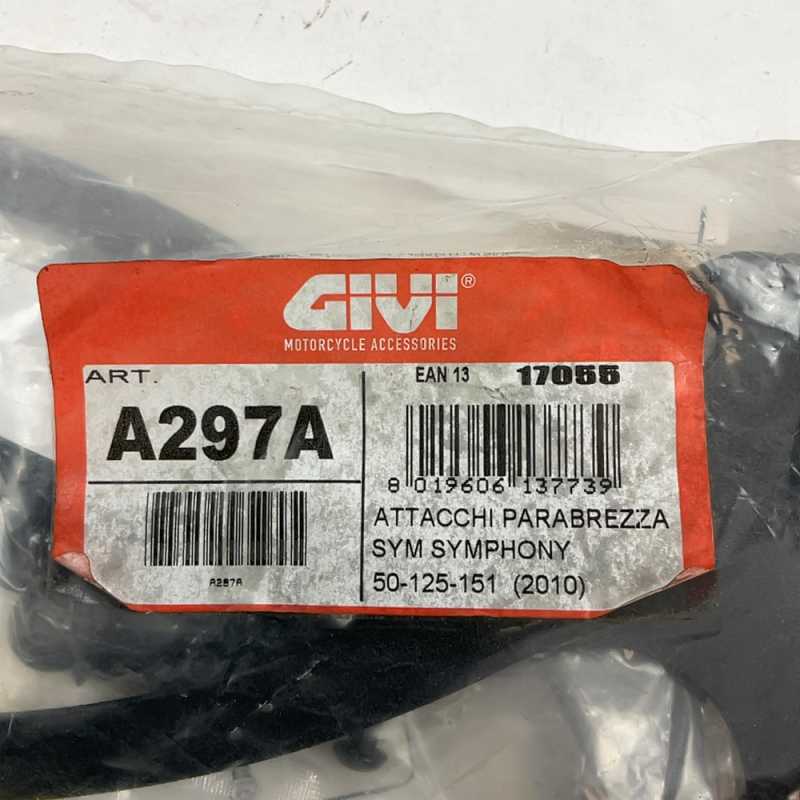 GIVI®
MOTORCYCLE ACCESSORIES
ART.
A297A
A297A
EAN 13 17055
8 019606 137739
ATTACCHI PARABREZZA
SYM SYMPHONY
50-125-151 (2010)